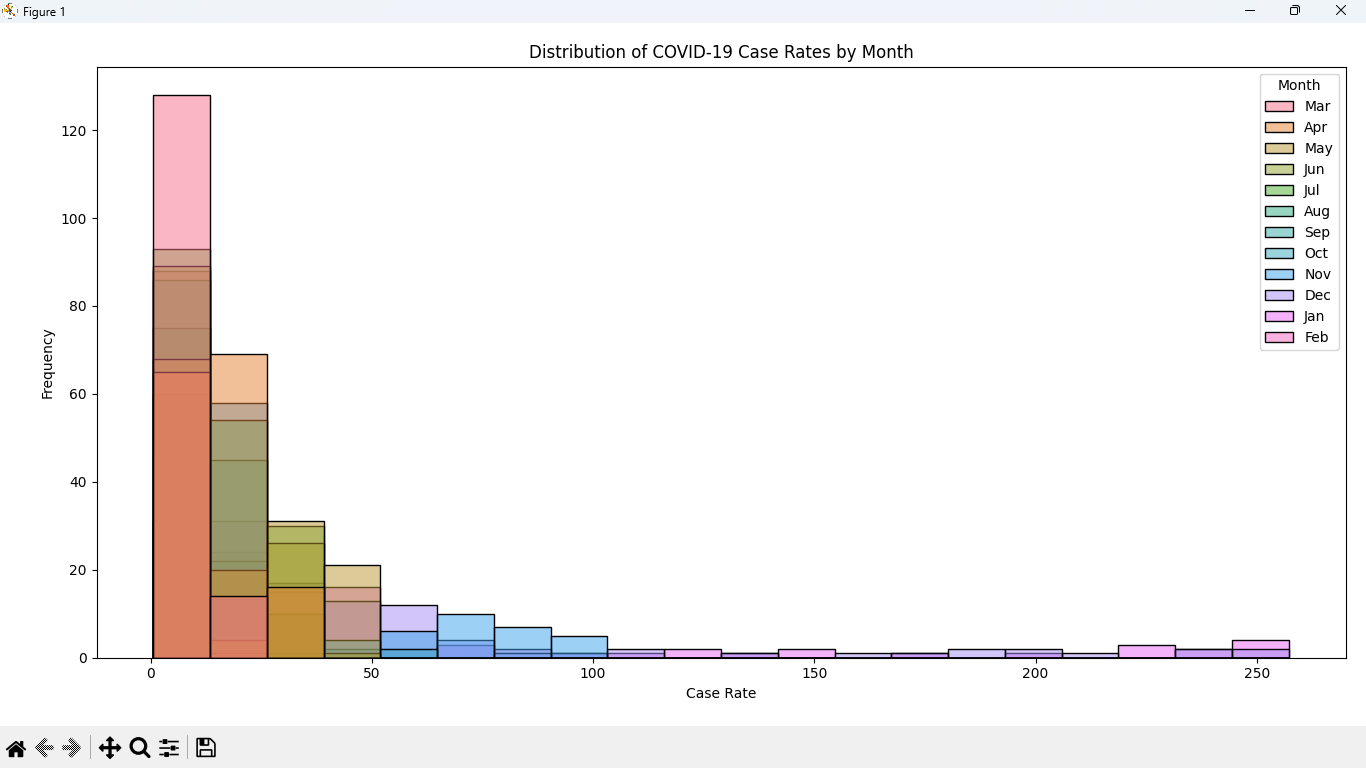 Figure 1
Distribution of COVID-19 Case Rates by Month
Month
Mar
Apr
May
Jun
Jul
Aug
Sep
Oct
Nov
Dec
Jan
Feb
Frequency
120
100
80
60
40
20
0
0 50 100 150 200 250
Case Rate